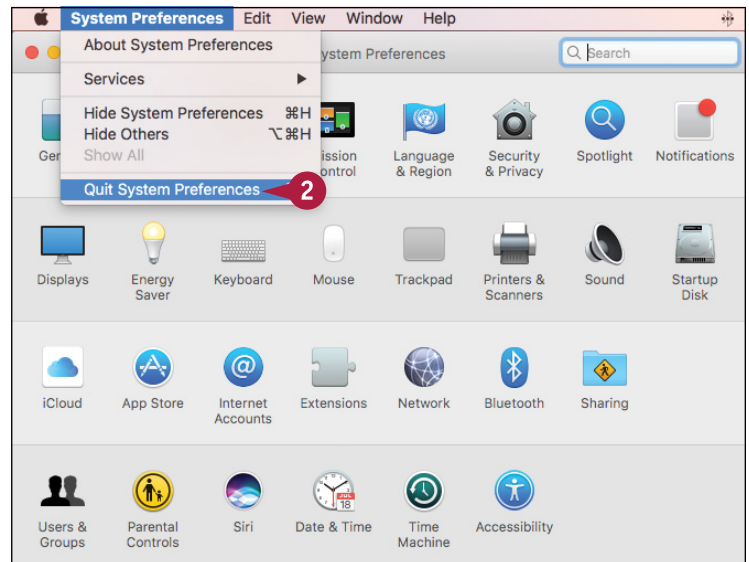 System Preferences Edit View Window Help
About System Preferences
ystem Preferences
Search
Services
Hide System Preferences ⌘H
Hide Others ⌥⌘H
Show All
Quit System Preferences 2
Language
& Region
Security
& Privacy
Spotlight
Notifications
Displays
Energy
Saver
Keyboard
Mouse
Trackpad
Printers &
Scanners
Sound
Startup
Disk
iCloud
App Store
Internet
Accounts
Extensions
Network
Bluetooth
Sharing
Users &
Groups
Parental
Controls
Siri
JUL
18
Date & Time
Time
Machine
Accessibility